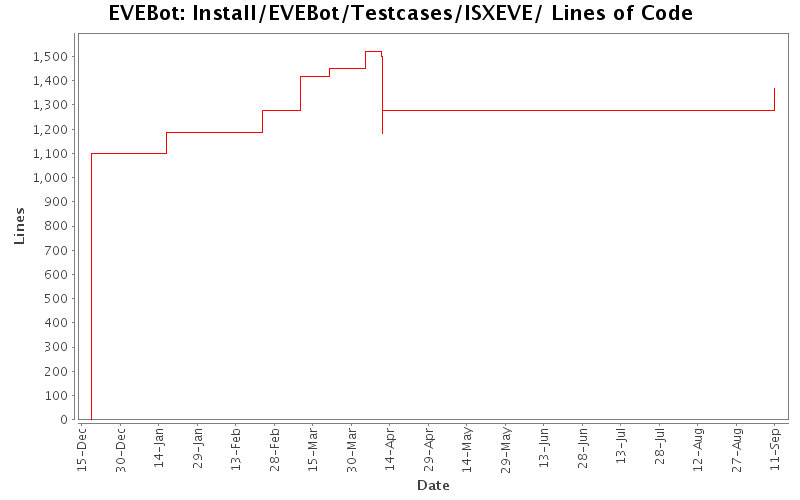 EVEBot: Install/EVEBot/Testcases/ISXEVE/ Lines of Code
Lines
1,500
1,400
1,300
1,200
1,100
1,000
900
800
700
600
500
400
300
200
100
0
15-Dec
30-Dec
14-Jan
29-Jan
13-Feb
28-Feb
15-Mar
30-Mar
14-Apr
29-Apr
14-May
29-May
13-Jun
28-Jun
13-Jul
28-Jul
12-Aug
27-Aug
11-Sep
Date